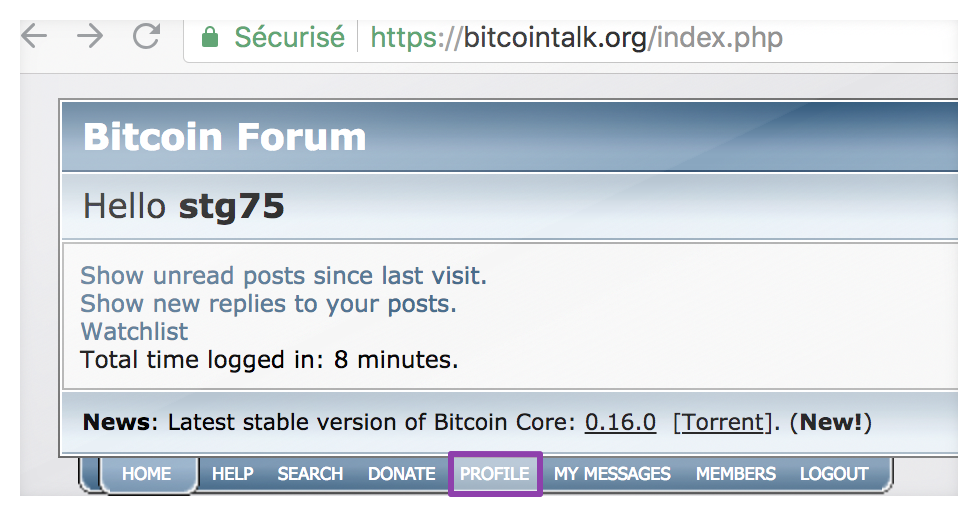 Sécurisé https://bitcointalk.org/index.php
Bitcoin Forum
Hello stg75
Show unread posts since last visit.
Show new replies to your posts.
Watchlist
Total time logged in: 8 minutes.
News: Latest stable version of Bitcoin Core: 0.16.0 [Torrent]. (New!)
HOME HELP SEARCH DONATE PROFILE MY MESSAGES MEMBERS LOGOUT